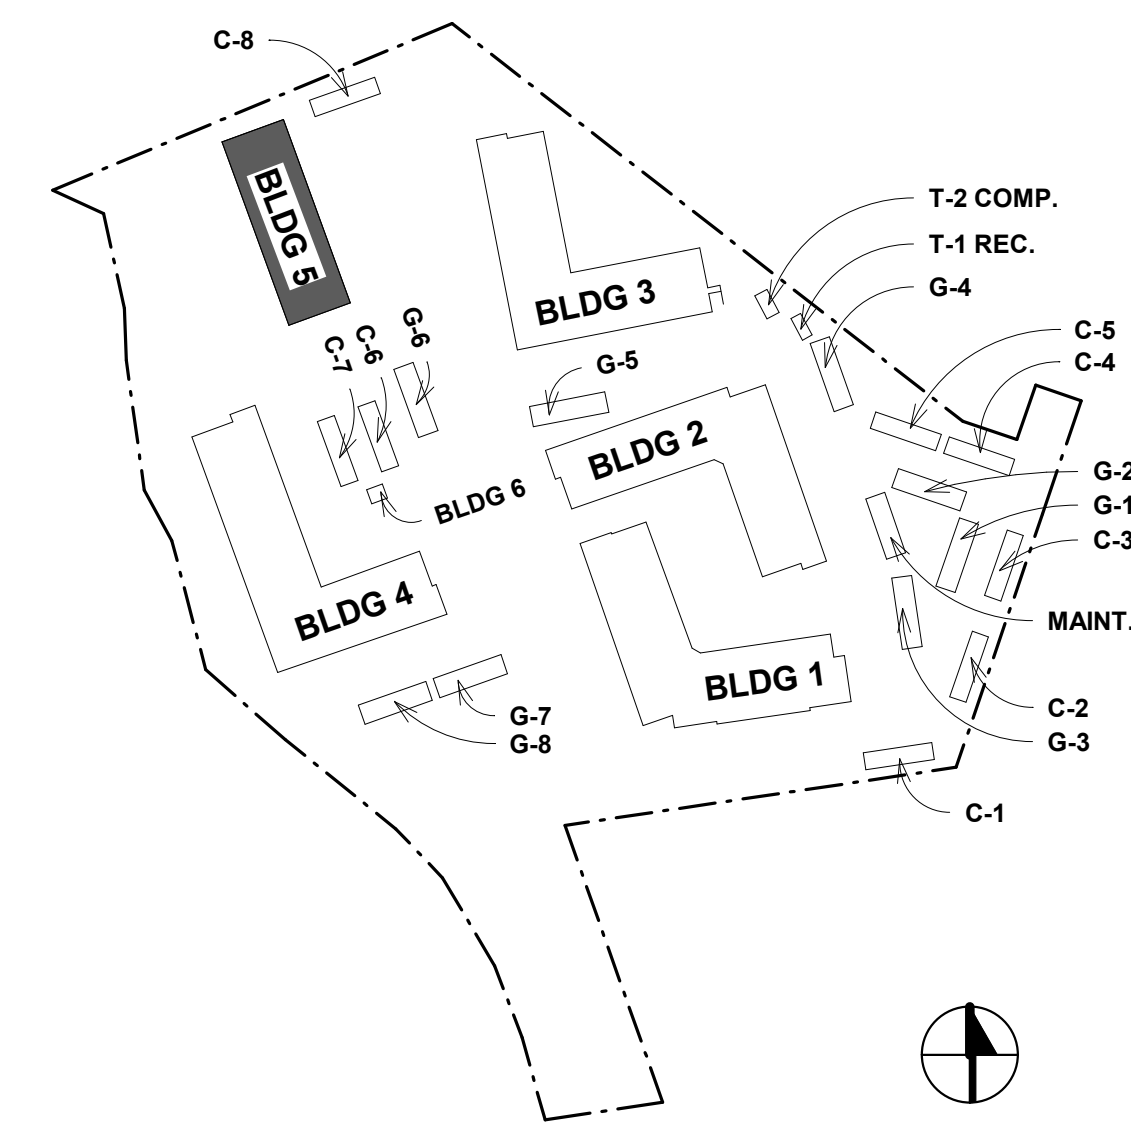 C-8
BLDG 5
T-2 COMP.
T-1 REC.
G-4
BLDG 3
C-5
C-4
C-7
C-6
G-6
G-5
BLDG 2
G-2
G-1
C-3
BLDG 6
BLDG 4
MAINT.
BLDG 1
C-2
G-3
G-7
G-8
C-1